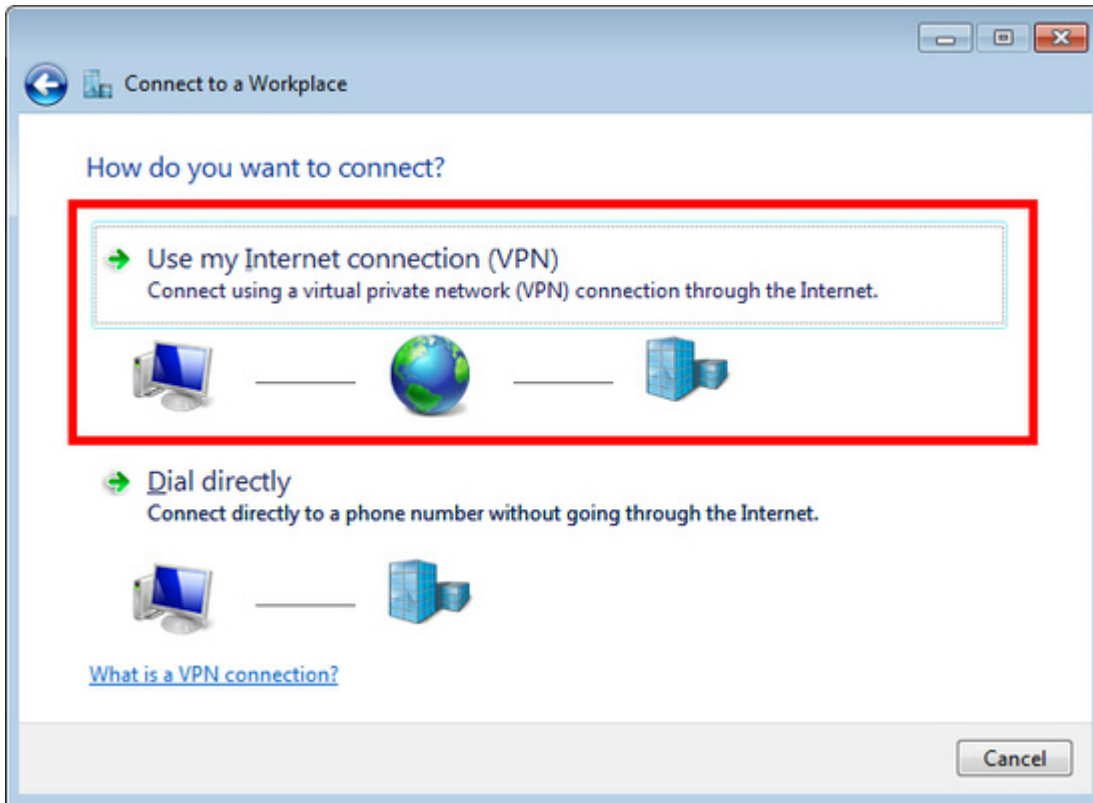 Connect to a Workplace
How do you want to connect?
Use my Internet connection (VPN)
Connect using a virtual private network (VPN) connection through the Internet.
Dial directly
Connect directly to a phone number without going through the Internet.
What is a VPN connection?
Cancel